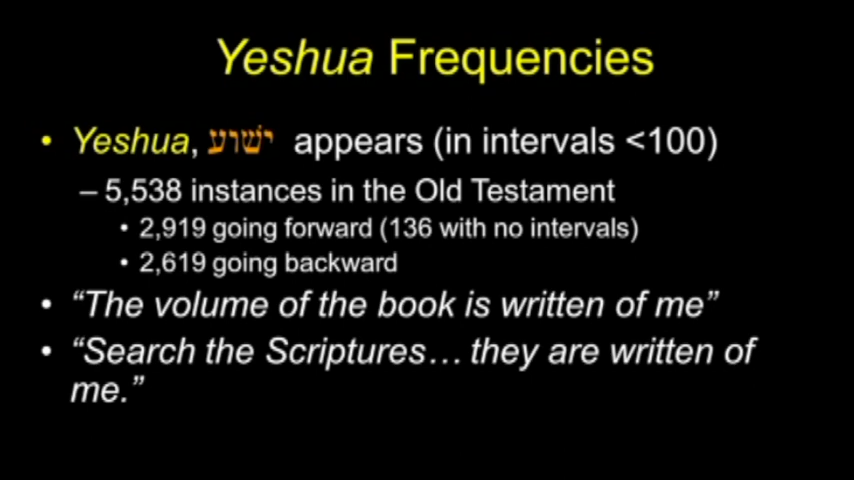 Yeshua Frequencies
• Yeshua, ישׁוע appears (in intervals <100)
– 5,538 instances in the Old Testament
• 2,919 going forward (136 with no intervals)
• 2,619 going backward
• “The volume of the book is written of me”
• “Search the Scriptures… they are written of
me.”